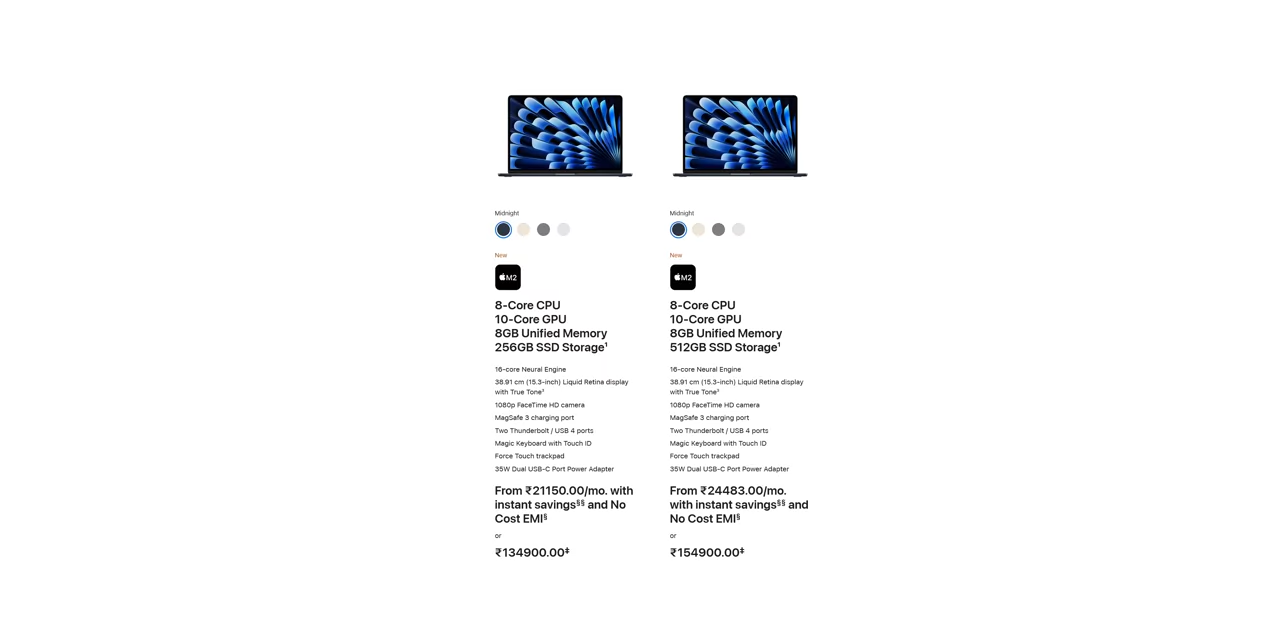 Midnight
New
M2
8-Core CPU
10-Core GPU
8GB Unified Memory
256GB SSD Storage¹
16-core Neural Engine
38.91 cm (15.3-inch) Liquid Retina display
with True Tone²
1080p FaceTime HD camera
MagSafe 3 charging port
Two Thunderbolt / USB 4 ports
Magic Keyboard with Touch ID
Force Touch trackpad
35W Dual USB-C Port Power Adapter
From ₹21150.00/mo. with
instant savings§§ and No
Cost EMI§
or
₹134900.00‡
Midnight
New
M2
8-Core CPU
10-Core GPU
8GB Unified Memory
512GB SSD Storage¹
16-core Neural Engine
38.91 cm (15.3-inch) Liquid Retina display
with True Tone²
1080p FaceTime HD camera
MagSafe 3 charging port
Two Thunderbolt / USB 4 ports
Magic Keyboard with Touch ID
Force Touch trackpad
35W Dual USB-C Port Power Adapter
From ₹24483.00/mo.
with instant savings§§ and
No Cost EMI§
or
₹154900.00‡